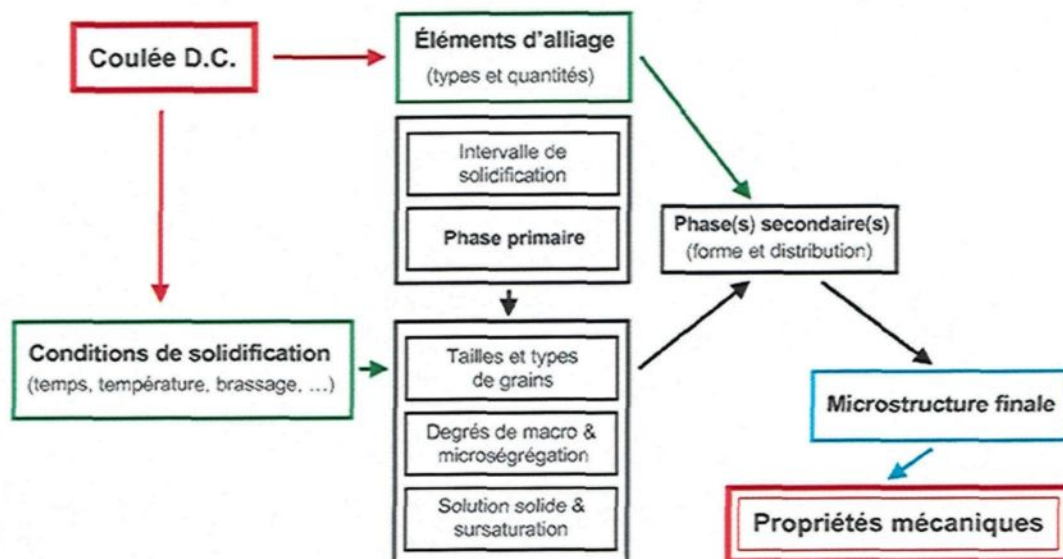 Coulée D.C.
Éléments d'alliage
(types et quantités)
Intervalle de
solidification
Phase primaire
Phase(s) secondaire(s)
(forme et distribution)
Conditions de solidification
(temps, température, brassage, ...)
Tailles et types
de grains
Degrés de macro &
microségrégation
Solution solide &
sursaturation
Microstructure finale
Propriétés mécaniques